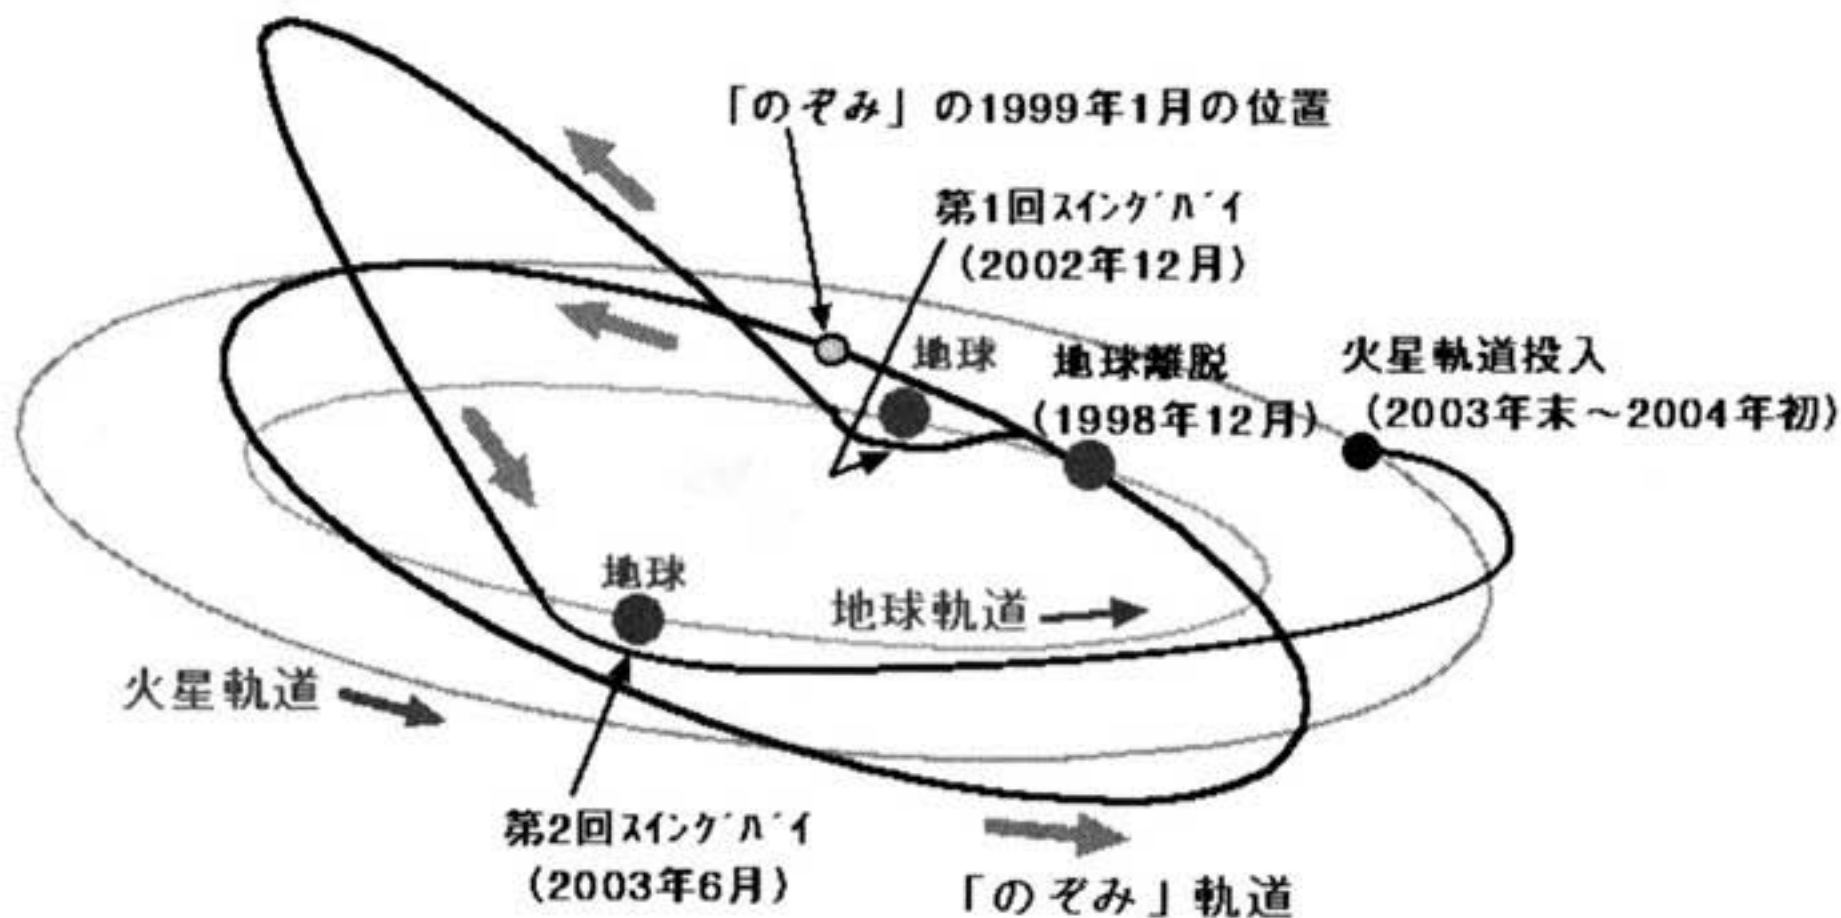 「のぞみ」の1999年1月の位置
第1回ｽｲﾝｸﾞﾊﾞｲ
(2002年12月)
地球
地球離脱
(1998年12月)
火星軌道投入
(2003年末～2004年初)
地球
地球軌道
火星軌道
第2回ｽｲﾝｸﾞﾊﾞｲ
(2003年6月)
「のぞみ」軌道